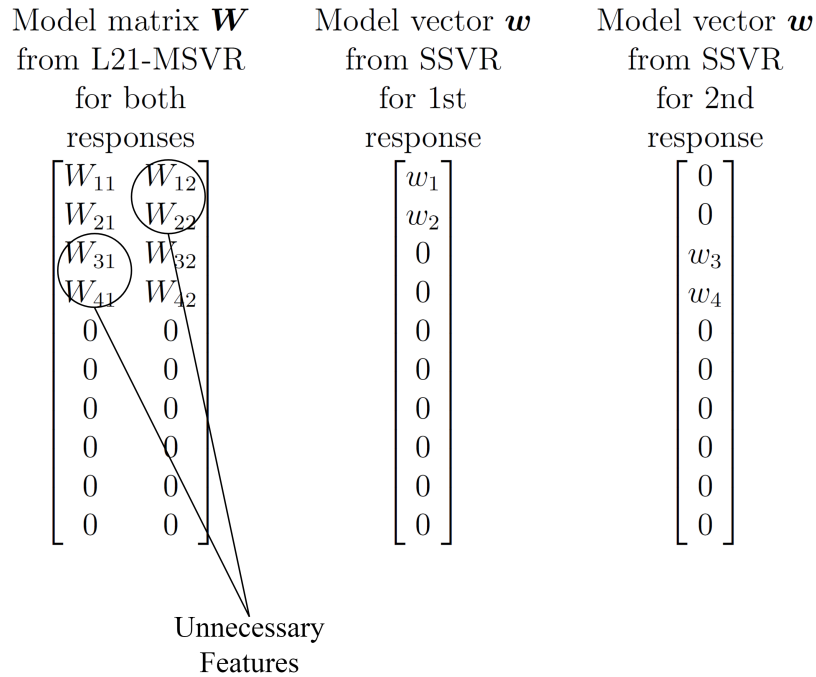 Model matrix W
from L21-MSVR
for both
responses
W11 W12
W21 W22
W31 W32
W41 W42
0 0
0 0
0 0
0 0
0 0
0 0
Model vector w
from SSVR
for 1st
response
w1
w2
0
0
0
0
0
0
0
0
Model vector w
from SSVR
for 2nd
response
0
0
w3
w4
0
0
0
0
0
0
Unnecessary
Features